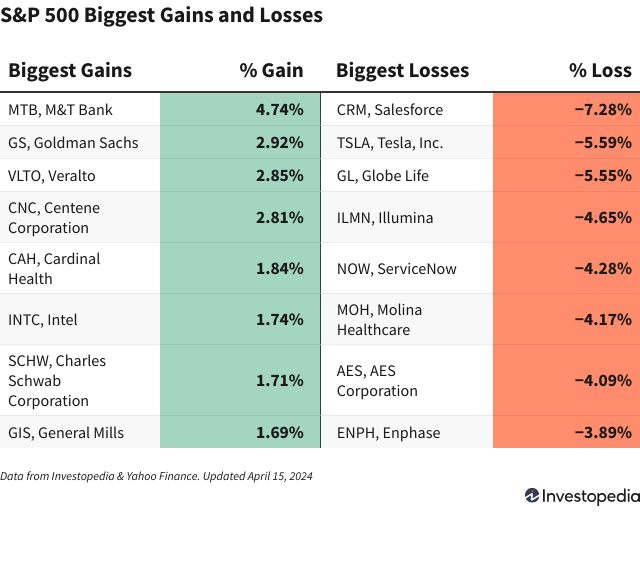 S&P 500 Biggest Gains and Losses
Biggest Gains % Gain Biggest Losses % Loss
MTB, M&T Bank 4.74% CRM, Salesforce −7.28%
GS, Goldman Sachs 2.92% TSLA, Tesla, Inc. −5.59%
VLTO, Veralto 2.85% GL, Globe Life −5.55%
CNC, Centene
Corporation 2.81% ILMN, Illumina −4.65%
CAH, Cardinal
Health 1.84% NOW, ServiceNow −4.28%
INTC, Intel 1.74% MOH, Molina
Healthcare −4.17%
SCHW, Charles
Schwab
Corporation 1.71% AES, AES
Corporation −4.09%
GIS, General Mills 1.69% ENPH, Enphase −3.89%
Data from Investopedia & Yahoo Finance. Updated April 15, 2024
Investopedia